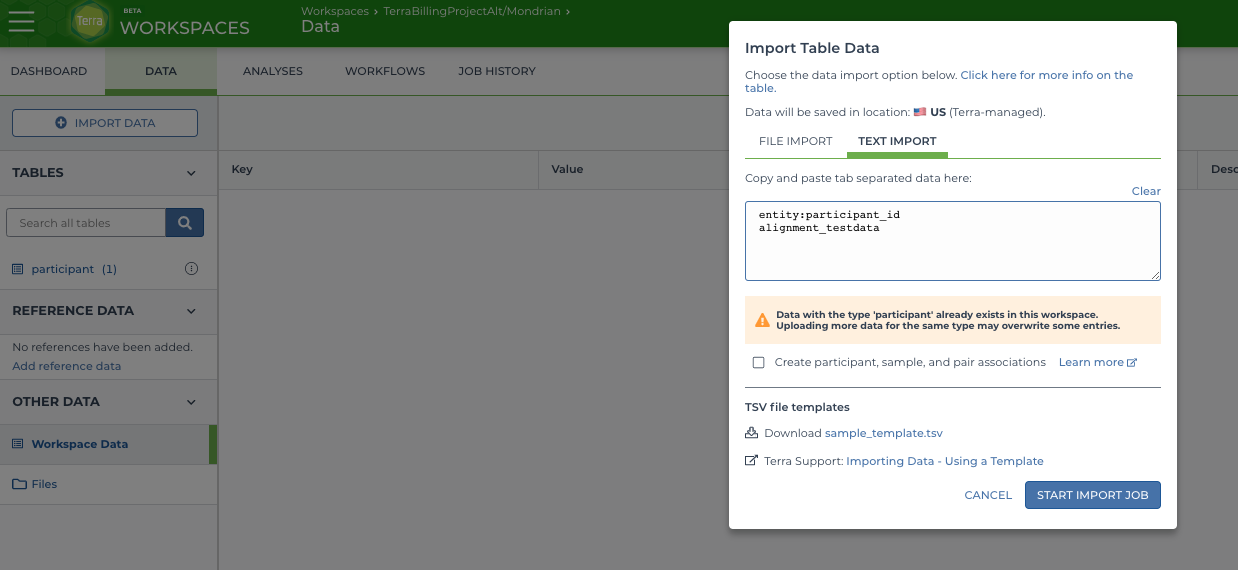 Terra
BETA
WORKSPACES
Workspaces › TerraBillingProjectAlt/Mondrian ›
Data
DASHBOARD
DATA
ANALYSES
WORKFLOWS
JOB HISTORY
IMPORT DATA
TABLES
Search all tables
participant (1)
REFERENCE DATA
No references have been added.
Add reference data
OTHER DATA
Workspace Data
Files
Key
Value
Desc
Import Table Data
Choose the data import option below. Click here for more info on the
table.
Data will be saved in location: 🇺🇸 US (Terra-managed).
FILE IMPORT
TEXT IMPORT
Copy and paste tab separated data here:
Clear
entity:participant_id
alignment_testdata
Data with the type 'participant' already exists in this workspace.
Uploading more data for the same type may overwrite some entries.
Create participant, sample, and pair associations
Learn more
TSV file templates
Download sample_template.tsv
Terra Support: Importing Data - Using a Template
CANCEL
START IMPORT JOB